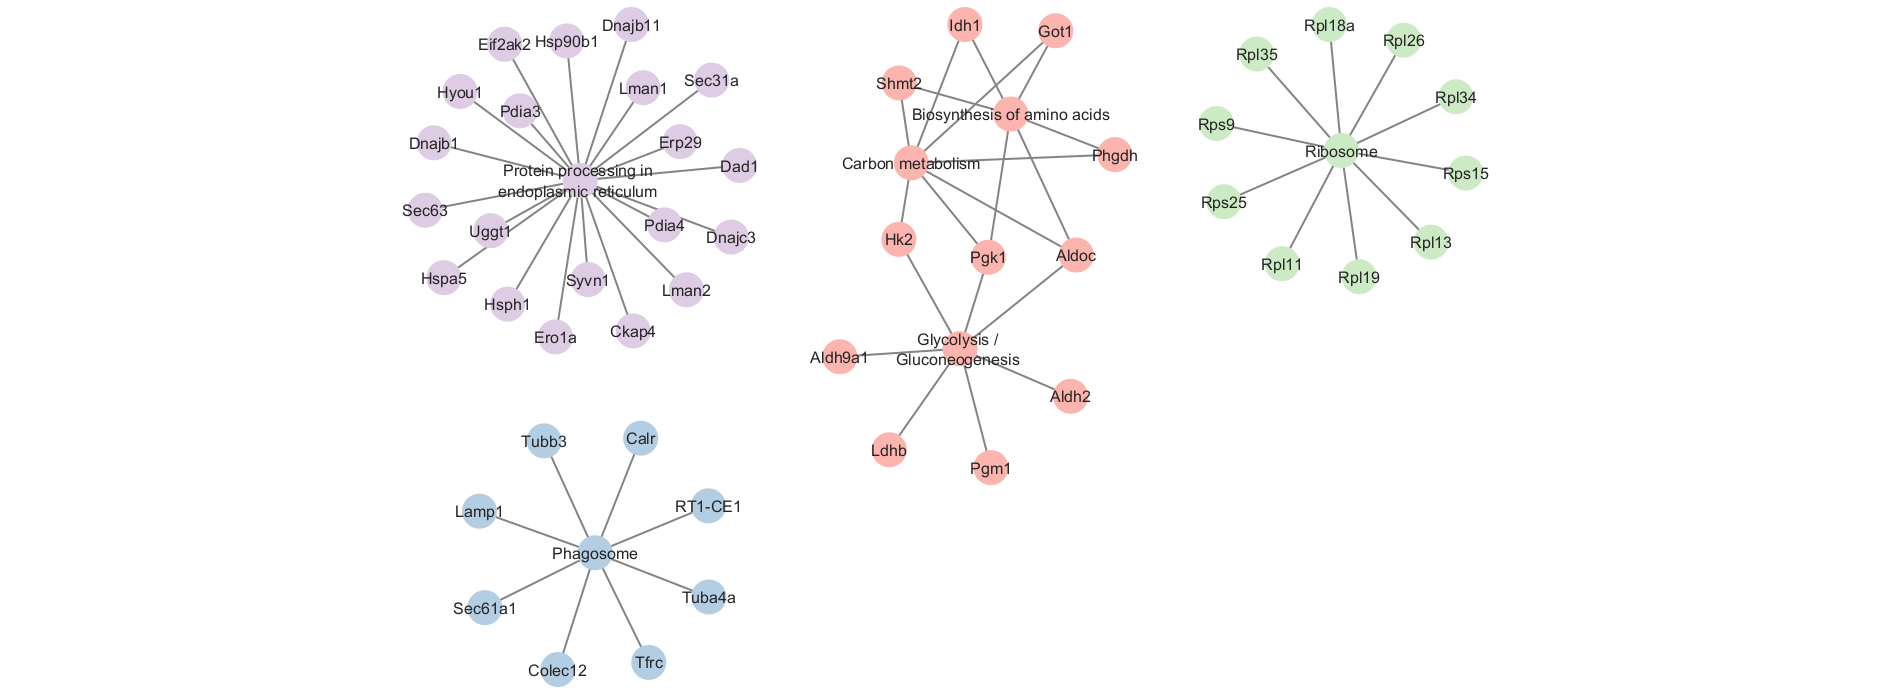 Dnajb11
Eif2ak2
Hsp90b1
Sec31a
Hyou1
Lman1
Pdia3
Dnajb1
Erp29
Dad1
Protein processing in
endoplasmic reticulum
Sec63
Uggt1
Pdia4
Dnajc3
Hspa5
Syvn1
Lman2
Hsph1
Ero1a
Ckap4
Idh1
Got1
Shmt2
Biosynthesis of amino acids
Carbon metabolism
Phgdh
Hk2
Pgk1
Aldoc
Glycolysis /
Gluconeogenesis
Aldh9a1
Aldh2
Ldhb
Pgm1
Rpl18a
Rpl26
Rpl35
Rpl34
Rps9
Ribosome
Rps15
Rps25
Rpl13
Rpl11
Rpl19
Tubb3
Calr
Lamp1
RT1-CE1
Phagosome
Sec61a1
Tuba4a
Colec12
Tfrc